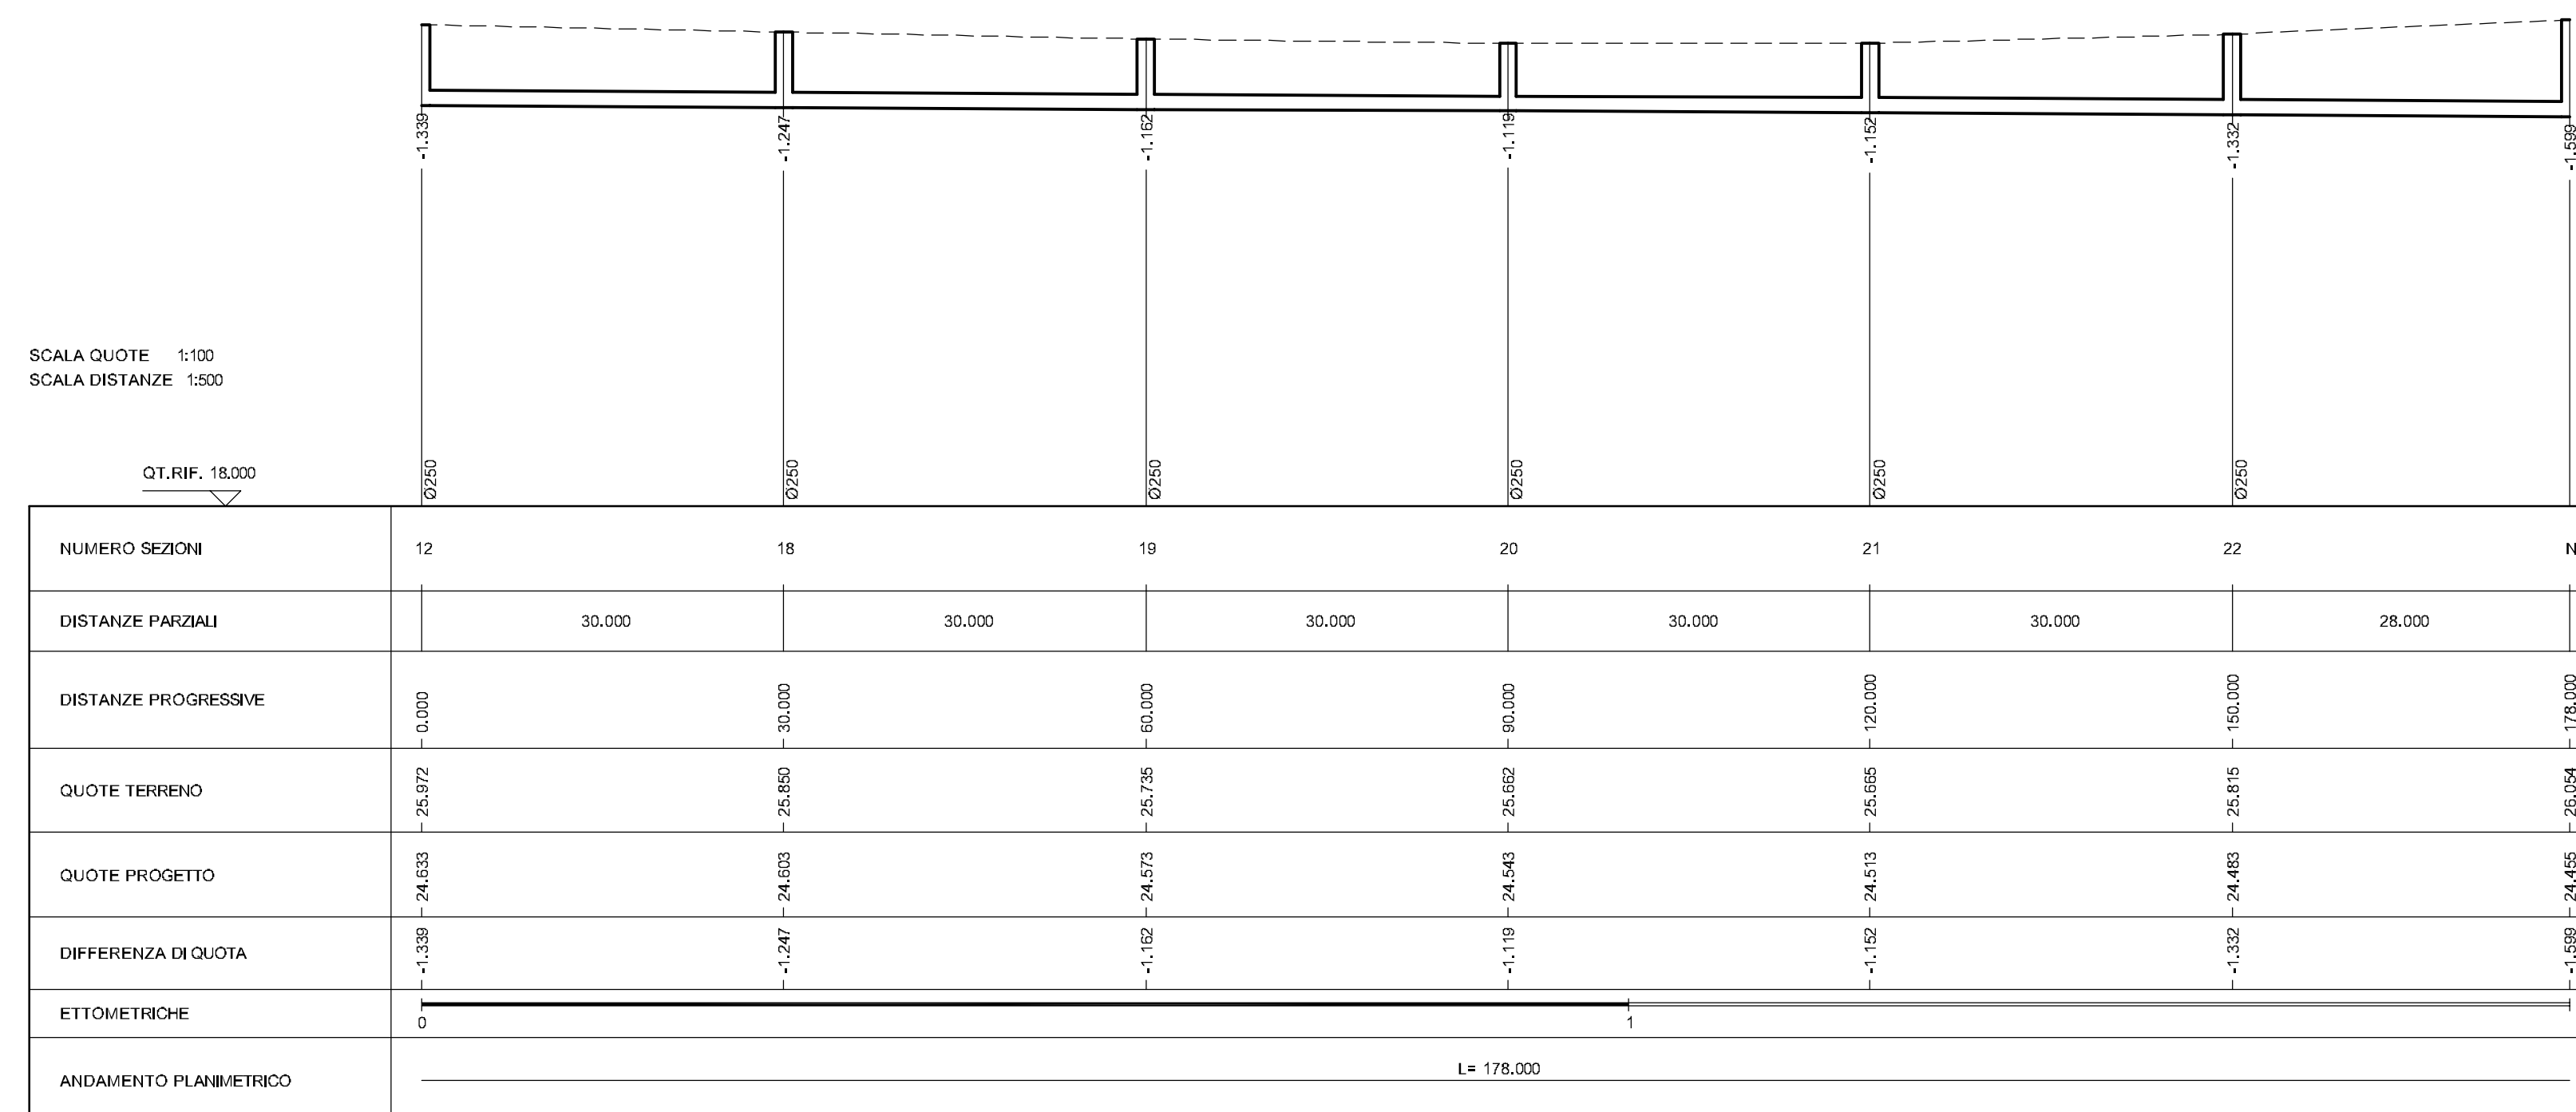 -1.339 -1.247 -1.162 -1.119 -1.152 -1.332 -1.599
SCALA QUOTE 1:100
SCALA DISTANZE 1:500
QT.RIF. 18.000
Ø250 Ø250 Ø250 Ø250 Ø250 Ø250
NUMERO SEZIONI 12 18 19 20 21 22 N
DISTANZE PARZIALI 30.000 30.000 30.000 30.000 30.000 28.000
DISTANZE PROGRESSIVE 0.000 30.000 60.000 90.000 120.000 150.000 178.000
QUOTE TERRENO 25.972 25.850 25.735 25.662 25.665 25.815 26.054
QUOTE PROGETTO 24.633 24.603 24.573 24.543 24.513 24.483 24.455
DIFFERENZA DI QUOTA -1.339 -1.247 -1.162 -1.119 -1.152 -1.332 -1.599
ETTOMETRICHE 0 1
ANDAMENTO PLANIMETRICO L= 178.000